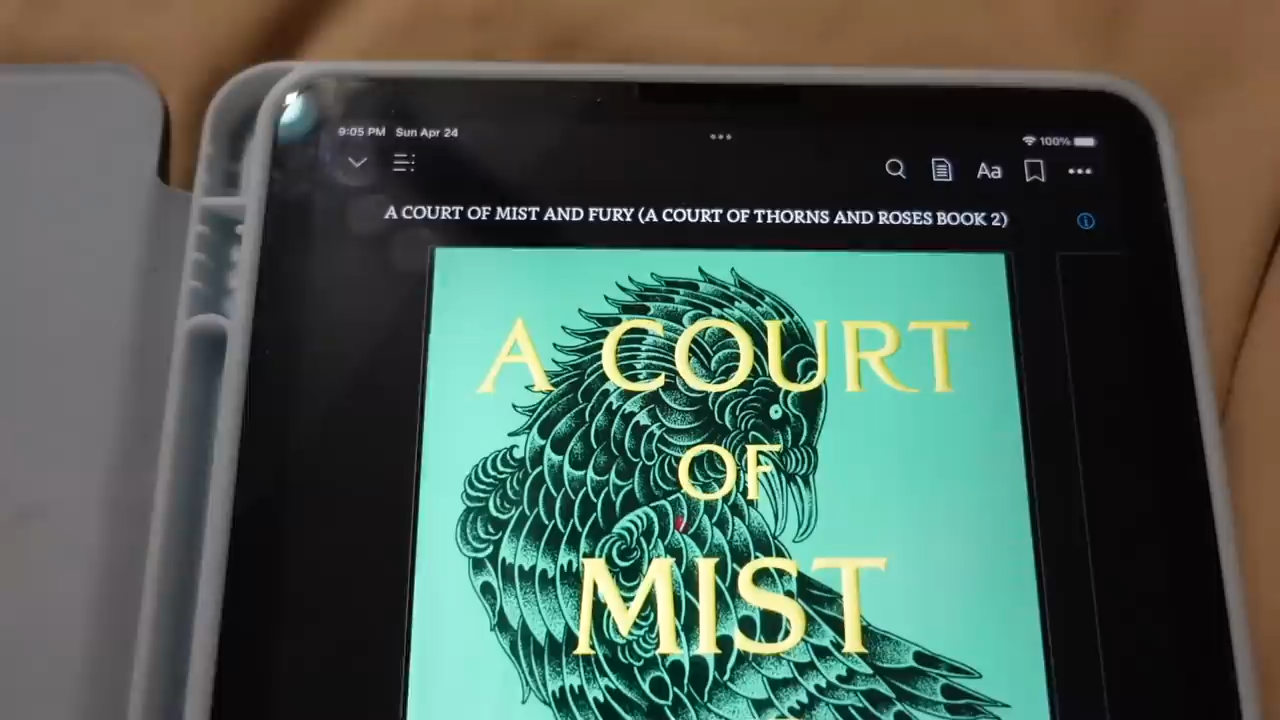 9:05 PM Sun Apr 24
100%
Aa
A COURT OF MIST AND FURY (A COURT OF THORNS AND ROSES BOOK 2)
A COURT
OF
MIST